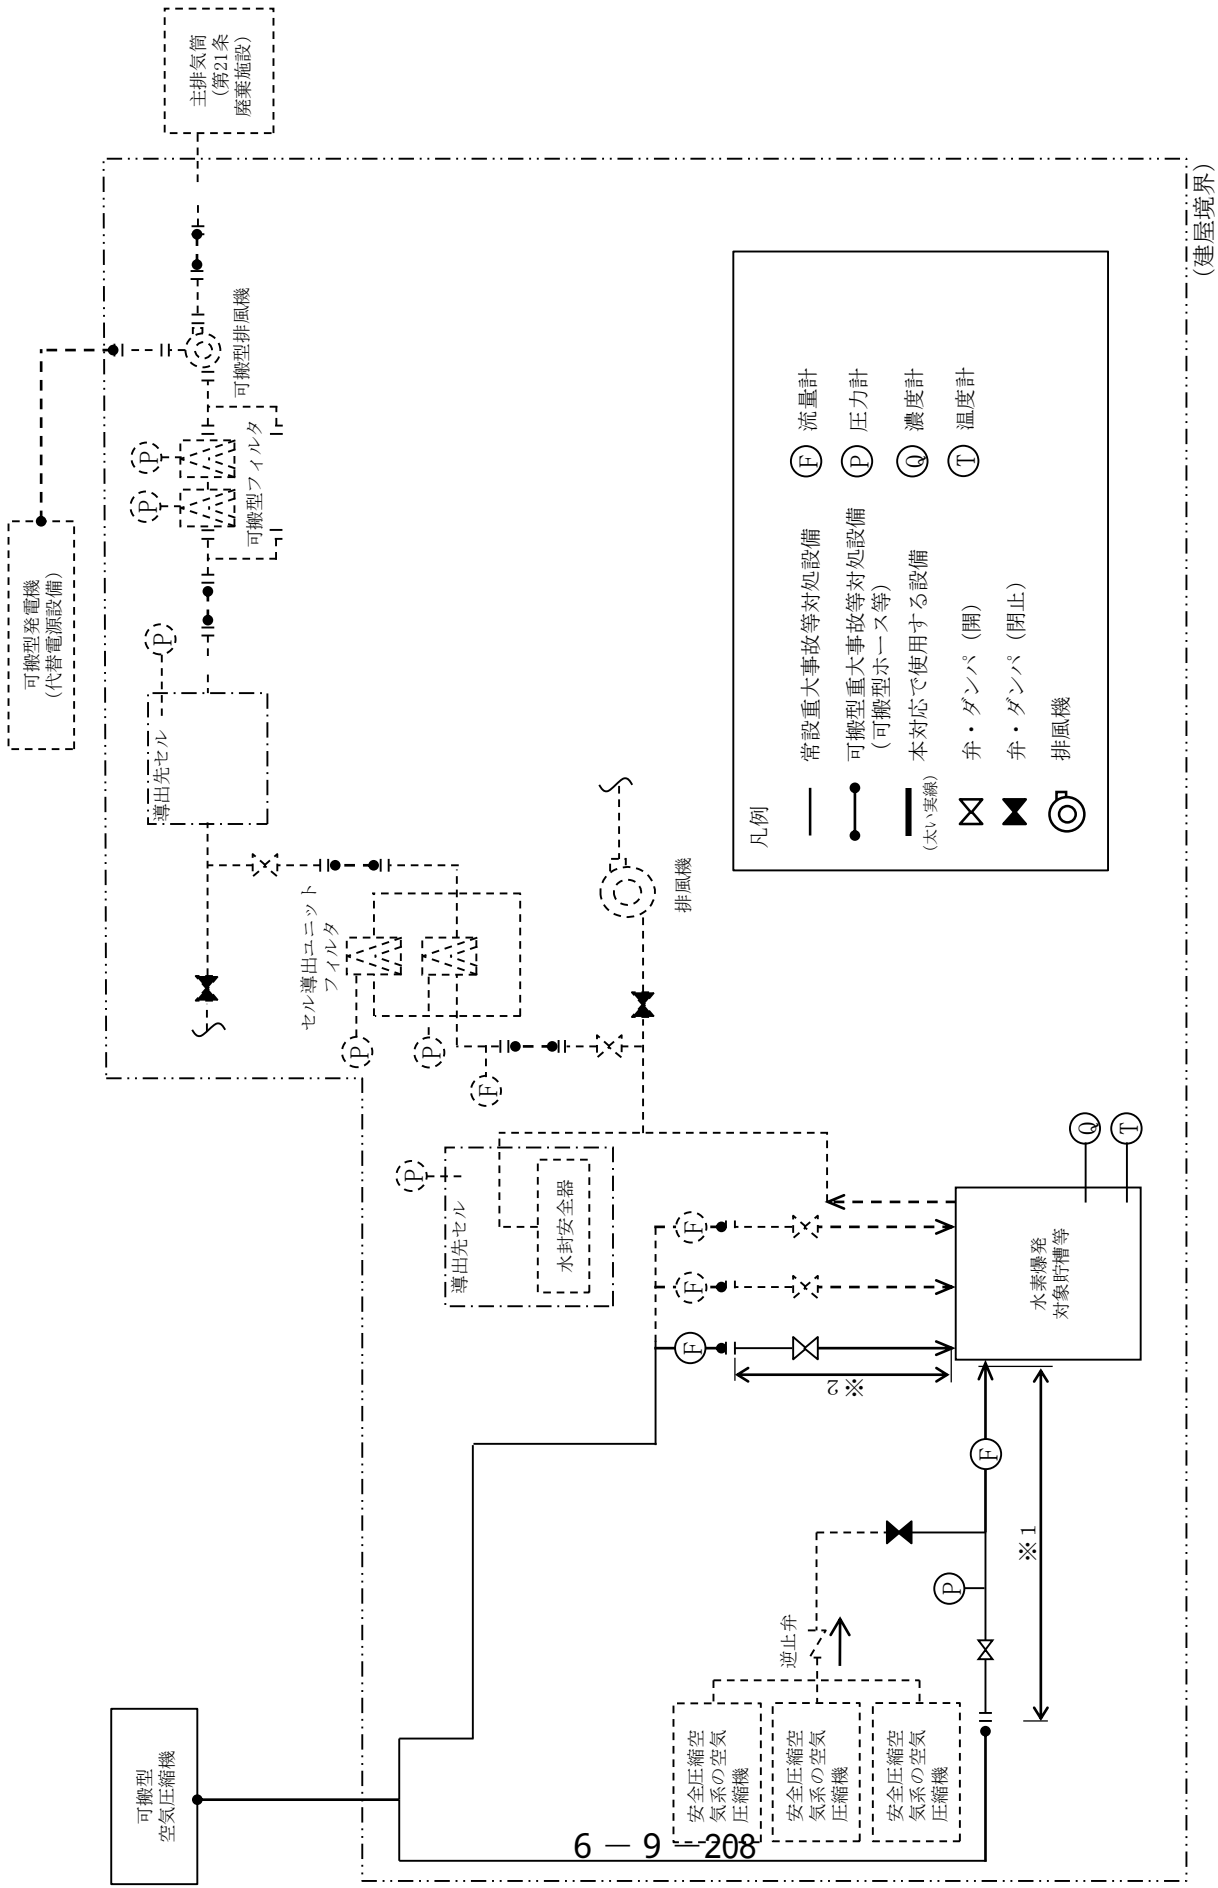 主排気筒
（第21条
廃棄施設）
（建屋境界）
可搬型排風機
可搬型フィルタ
P
P
可搬型発電機
（代替電源設備）
P
導出先セル
セル導出ユニット
フィルタ
P
P
F
排風機
P
導出先セル
水封安全器
F
F
F
※2
水素爆発
対象貯槽等
Q
T
F
P
※1
逆止弁
安全圧縮空
気系の空気
圧縮機
安全圧縮空
気系の空気
圧縮機
安全圧縮空
気系の空気
圧縮機
可搬型
空気圧縮機
凡例
常設重大事故等対処設備
可搬型重大事故等対処設備
（可搬型ホース等）
（太い実線）
本対応で使用する設備
弁・ダンパ（開）
弁・ダンパ（閉止）
排風機
F 流量計
P 圧力計
Q 濃度計
T 温度計
6 － 9 －208